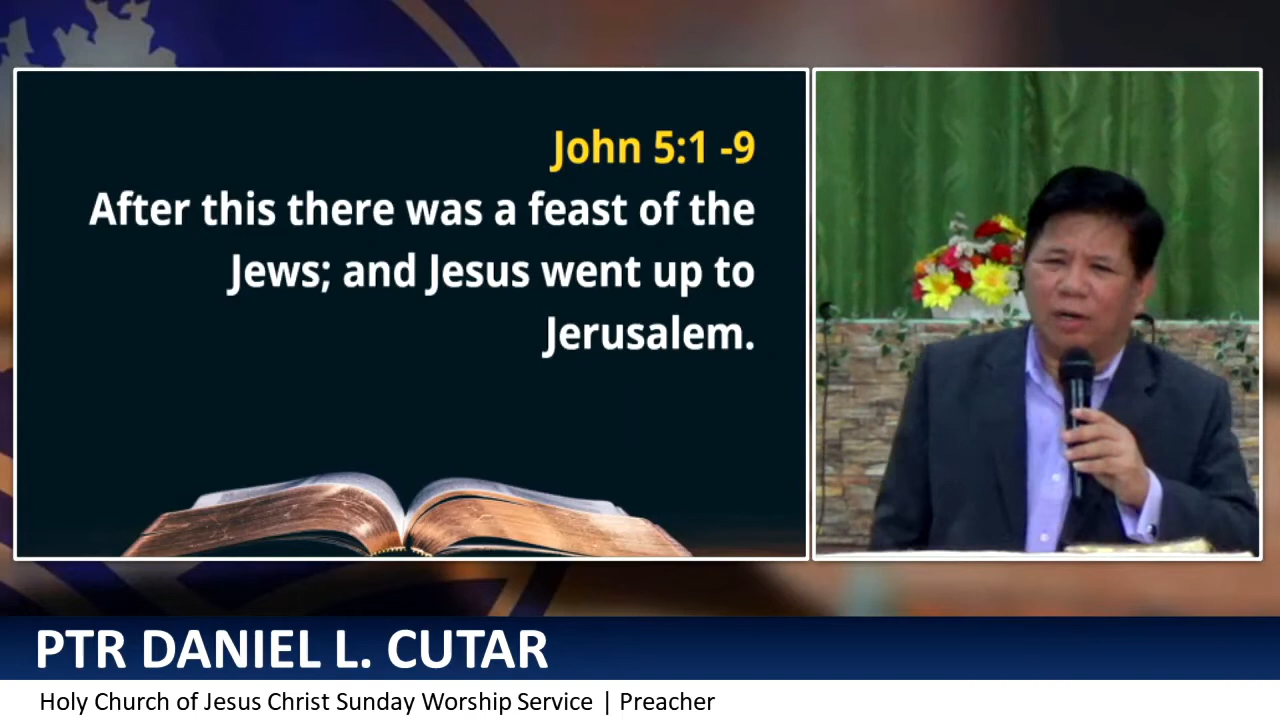 John 5:1 -9
After this there was a feast of the
Jews; and Jesus went up to
Jerusalem.
PTR DANIEL L. CUTAR
Holy Church of Jesus Christ Sunday Worship Service | Preacher